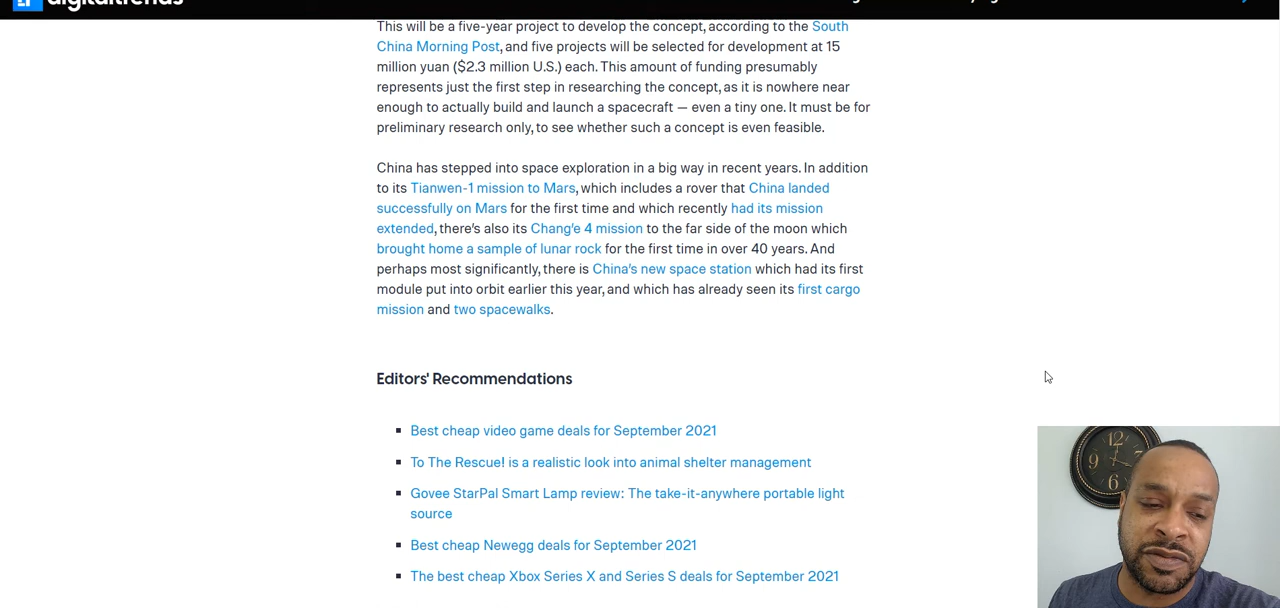 digitaltrends
This will be a five-year project to develop the concept, according to the South
China Morning Post, and five projects will be selected for development at 15
million yuan ($2.3 million U.S.) each. This amount of funding presumably
represents just the first step in researching the concept, as it is nowhere near
enough to actually build and launch a spacecraft — even a tiny one. It must be for
preliminary research only, to see whether such a concept is even feasible.
China has stepped into space exploration in a big way in recent years. In addition
to its Tianwen-1 mission to Mars, which includes a rover that China landed
successfully on Mars for the first time and which recently had its mission
extended, there's also its Chang'e 4 mission to the far side of the moon which
brought home a sample of lunar rock for the first time in over 40 years. And
perhaps most significantly, there is China's new space station which had its first
module put into orbit earlier this year, and which has already seen its first cargo
mission and two spacewalks.
Editors' Recommendations
Best cheap video game deals for September 2021
To The Rescue! is a realistic look into animal shelter management
Govee StarPal Smart Lamp review: The take-it-anywhere portable light
source
Best cheap Newegg deals for September 2021
The best cheap Xbox Series X and Series S deals for September 2021
12
9
6